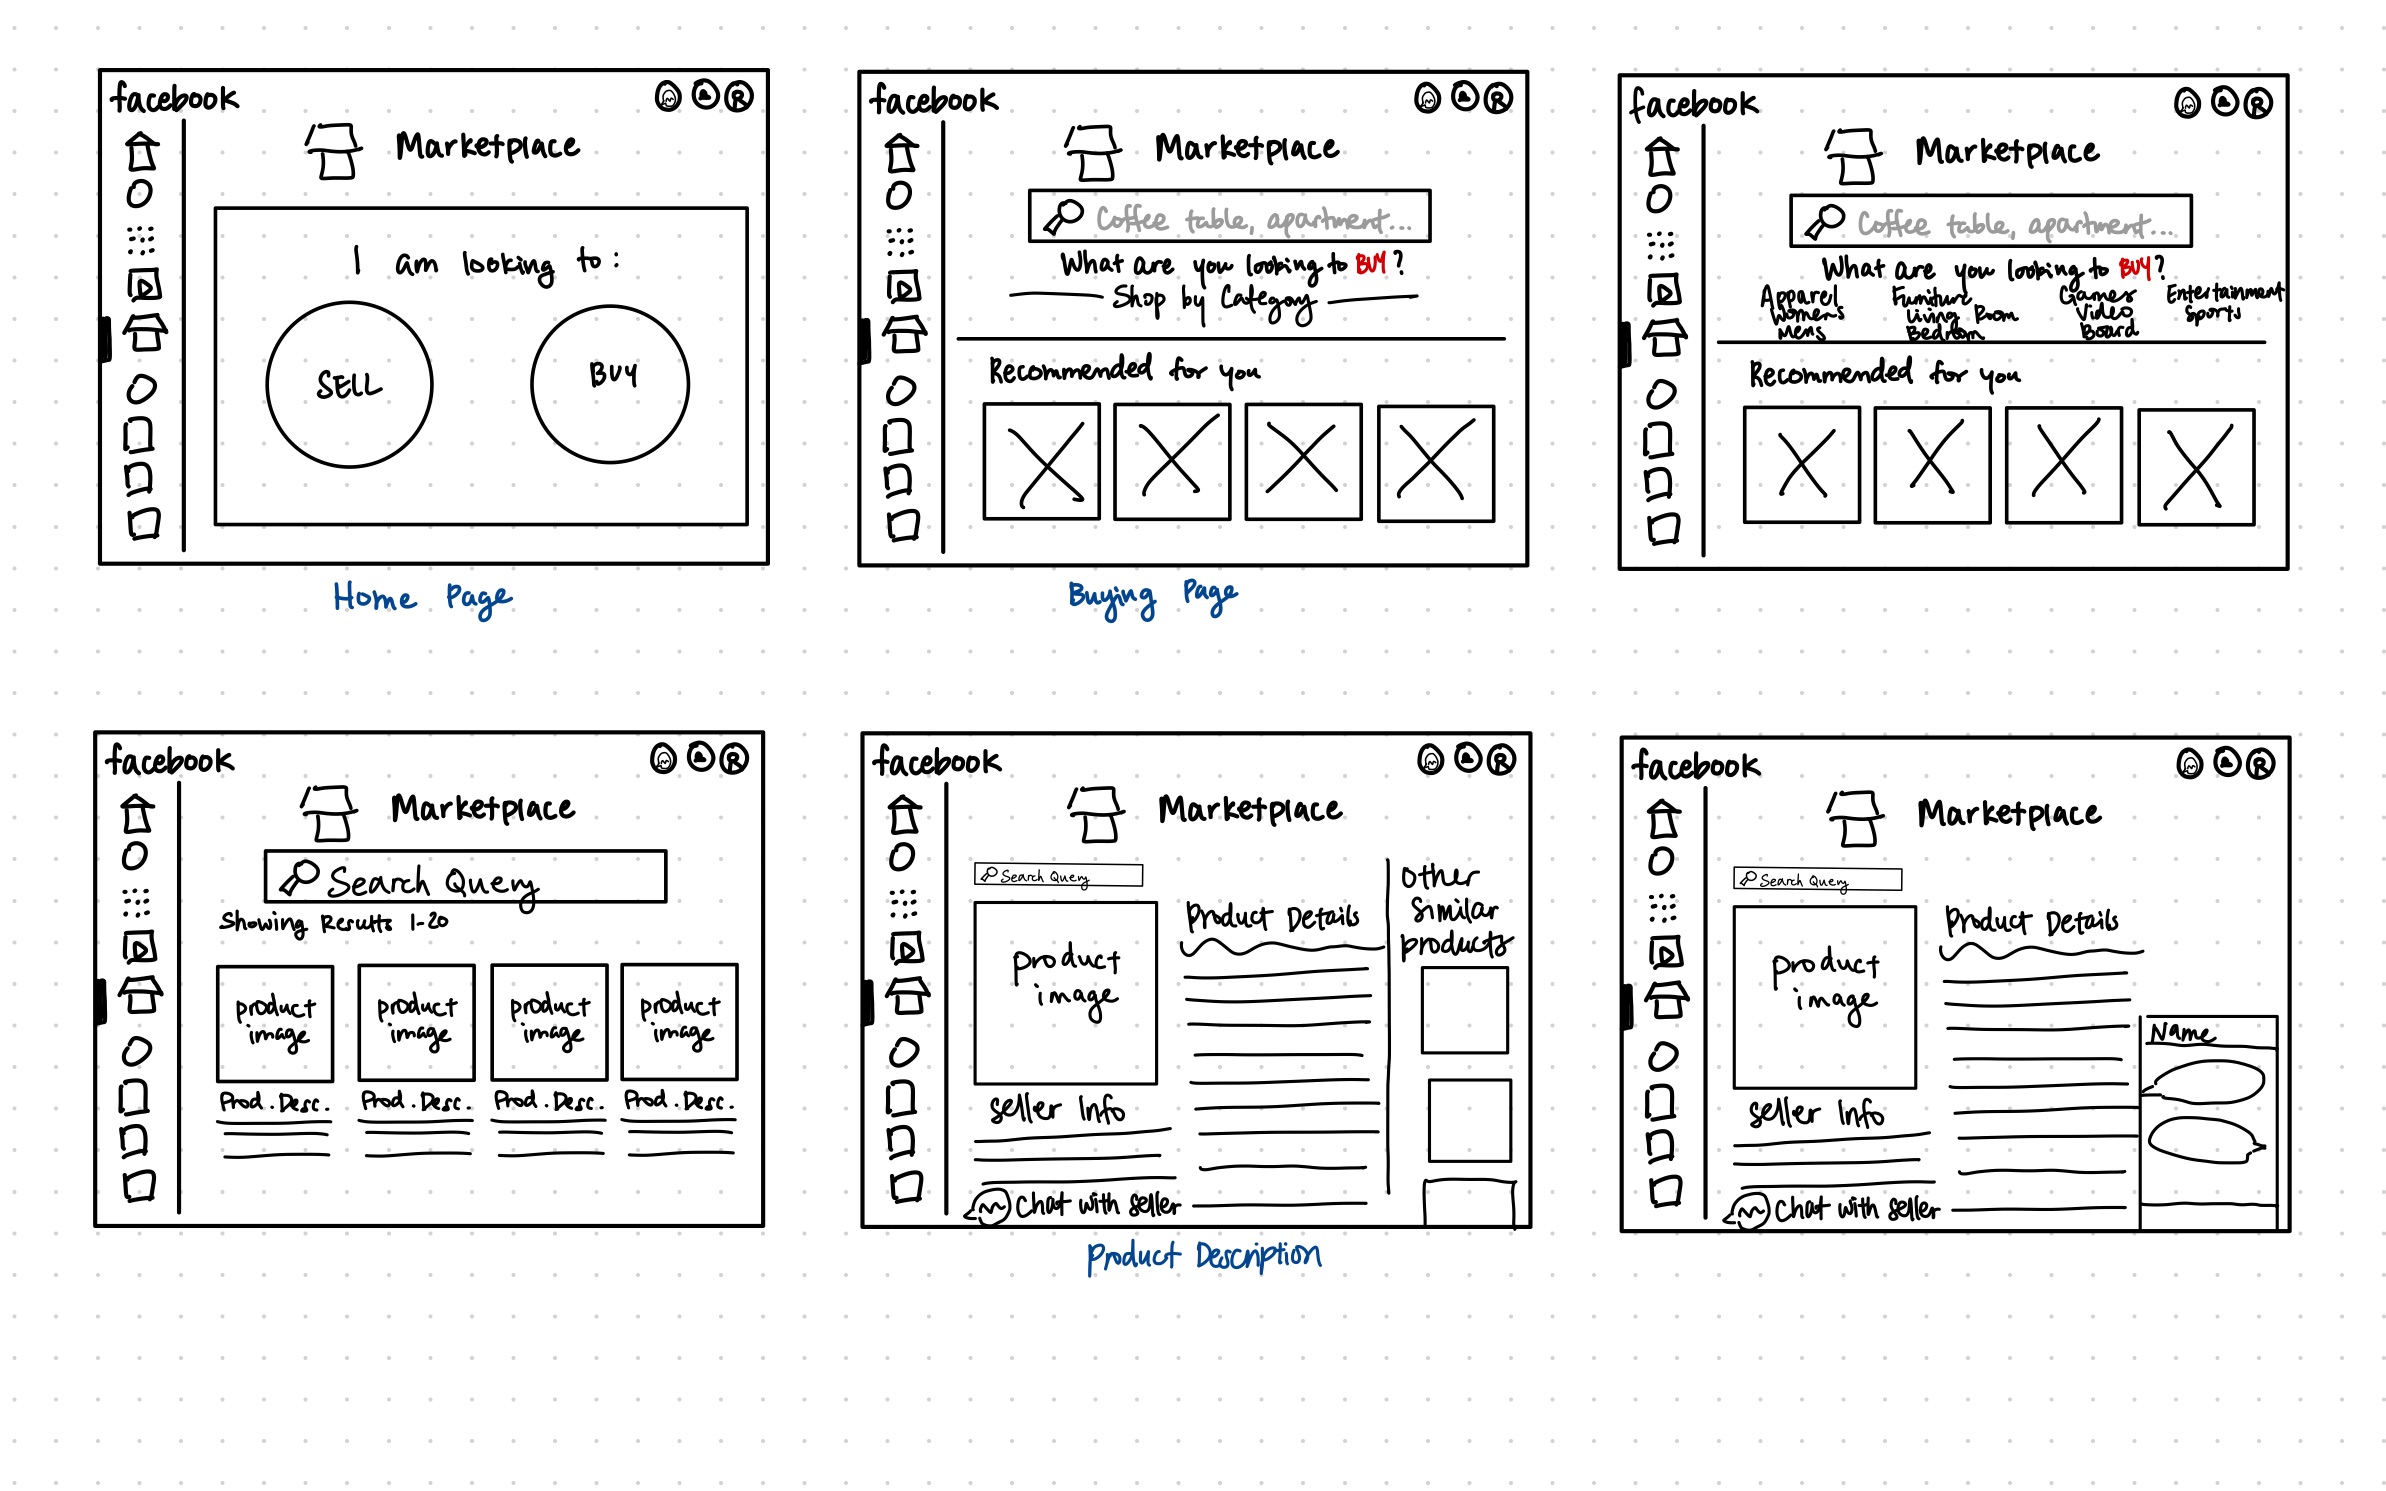 facebook
R
Marketplace
I am looking to:
SELL
BUY
Home Page
facebook
R
Marketplace
Coffee table, apartment...
What are you looking to BUY?
Shop by Category
Recommended for you
Buying Page
facebook
R
Marketplace
Coffee table, apartment...
What are you looking to BUY?
Apparel
Womens
Mens
Furniture
Living Room
Bedroom
Games
Video
Board
Entertainment
Sports
Recommended for you
facebook
R
Marketplace
Search Query
Showing Results 1-20
product
image
product
image
product
image
product
image
Prod. Desc.
Prod. Desc.
Prod. Desc.
Prod. Desc.
facebook
R
Marketplace
Search Query
product
image
Product Details
other
similar
products
Seller Info
Chat with Seller
Product Description
facebook
R
Marketplace
Search Query
product
image
Product Details
Name
Seller Info
Chat with Seller